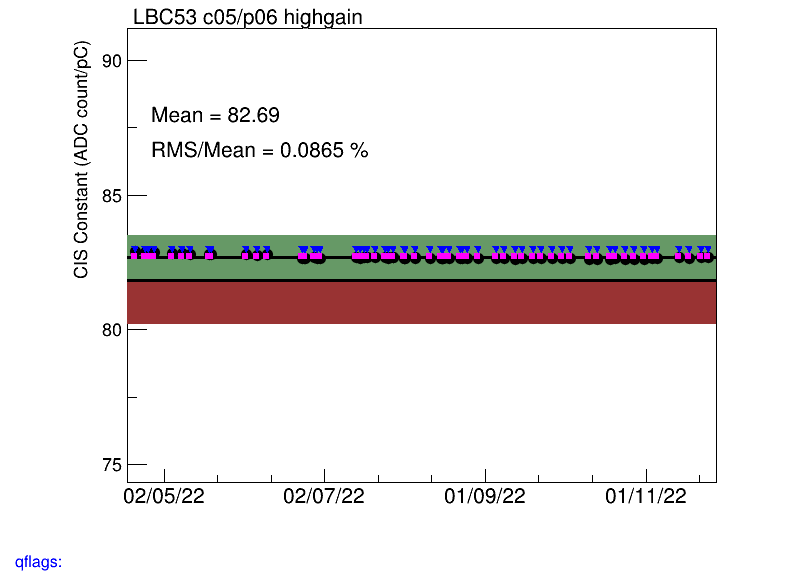 LBC53 c05/p06 highgain
CIS Constant (ADC count/pC)
90
Mean = 82.69
RMS/Mean = 0.0865 %
85
80
75
02/05/22 02/07/22 01/09/22 01/11/22
qflags: